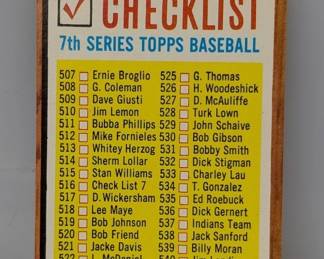 CHECKLIST
7th SERIES TOPPS BASEBALL
507 Ernie Broglio
508 G. Coleman
509 Dave Giusti
510 Jim Lemon
511 Bubba Phillips
512 Mike Fornieles
513 Whitey Herzog
514 Sherm Lollar
515 Stan Williams
516 Check List 7
517 D. Wickersham
518 Lee Maye
519 Bob Johnson
520 Bob Friend
521 Jacke Davis
522 L. McDaniel
525 G. Thomas
526 H. Woodeshick
527 D. McAuliffe
528 Turk Lown
529 John Schaive
530 Bob Gibson
531 Bobby Smith
532 Dick Stigman
533 Charley Lau
534 T. Gonzalez
535 Ed Roebuck
536 Dick Gernert
537 Indians Team
538 Jack Sanford
539 Billy Moran
540 Jim